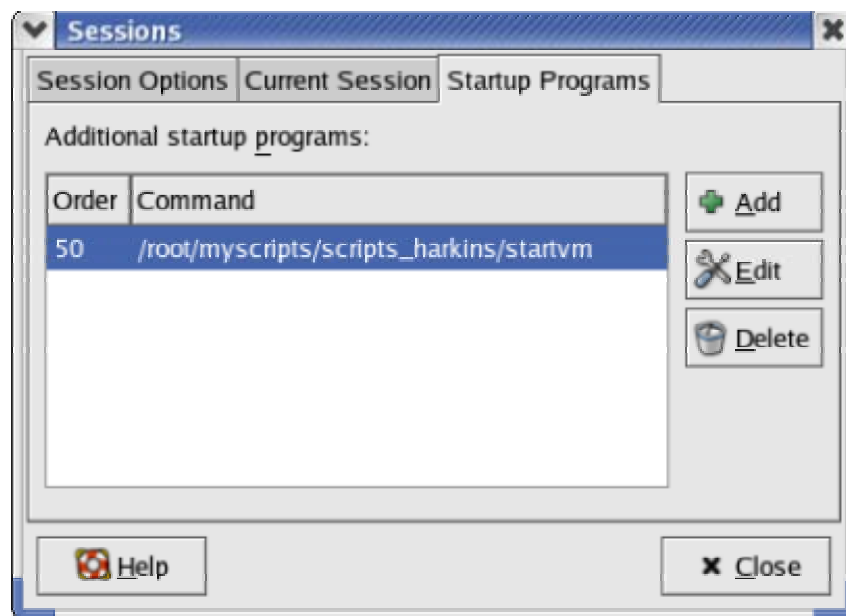 Sessions
Session Options Current Session Startup Programs
Additional startup programs:
Order Command
50 /root/myscripts/scripts_harkins/startvm
Add
Edit
Delete
Help Close